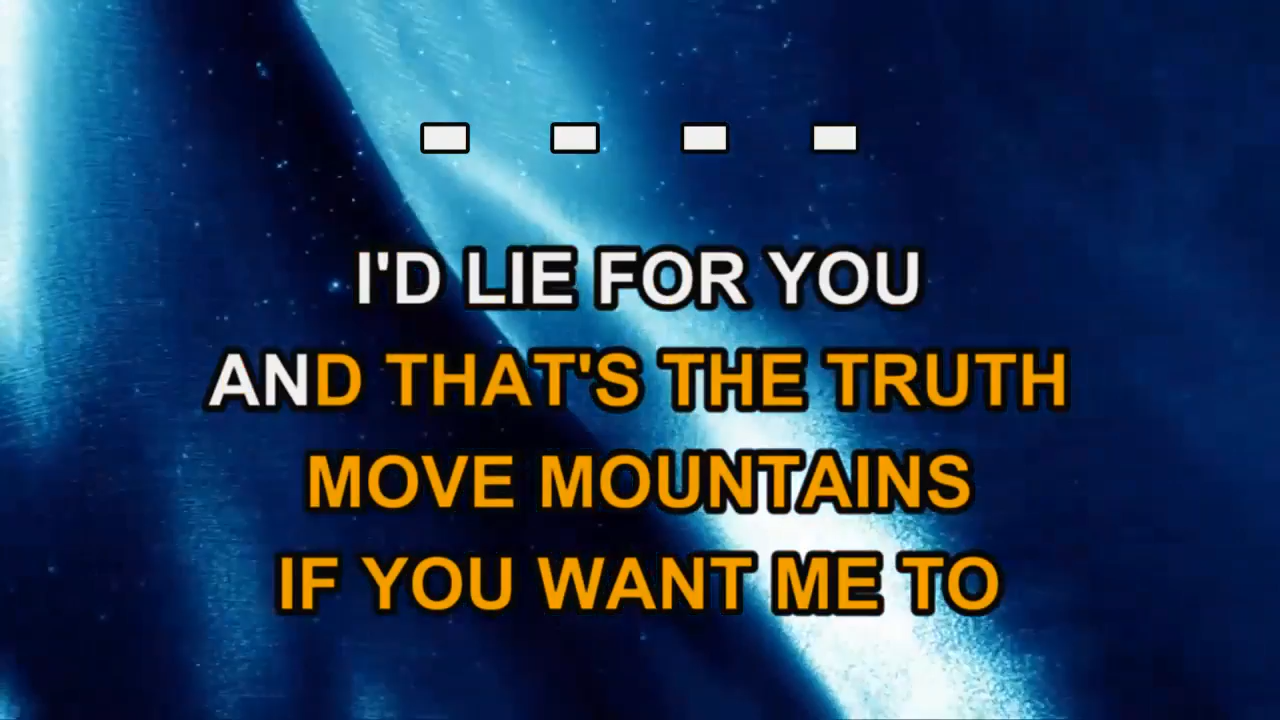 - - - -
I'D LIE FOR YOU
AND THAT'S THE TRUTH
MOVE MOUNTAINS
IF YOU WANT ME TO